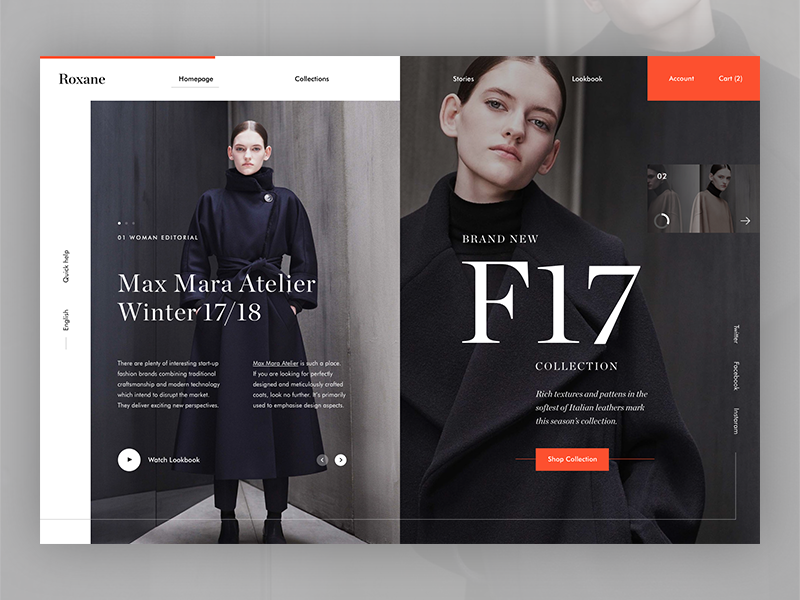 Roxane
Homepage
Collections
Stories
Lookbook
Account
Cart (2)
Quick help
English
01 WOMAN EDITORIAL
Max Mara Atelier
Winter 17/18
There are plenty of interesting start-up
fashion brands combining traditional
craftsmanship and modern technology
which intend to disrupt the market.
They deliver exciting new perspectives.
Max Mara Atelier is such a place.
If you are looking for perfectly
designed and meticulously crafted
coats, look no further. It's primarily
used to emphasise design aspects.
Watch Lookbook
02
BRAND NEW
F17
COLLECTION
Rich textures and pattens in the
softest of Italian leathers mark
this season's collection.
Shop Collection
Twitter
Facebook
Instaram